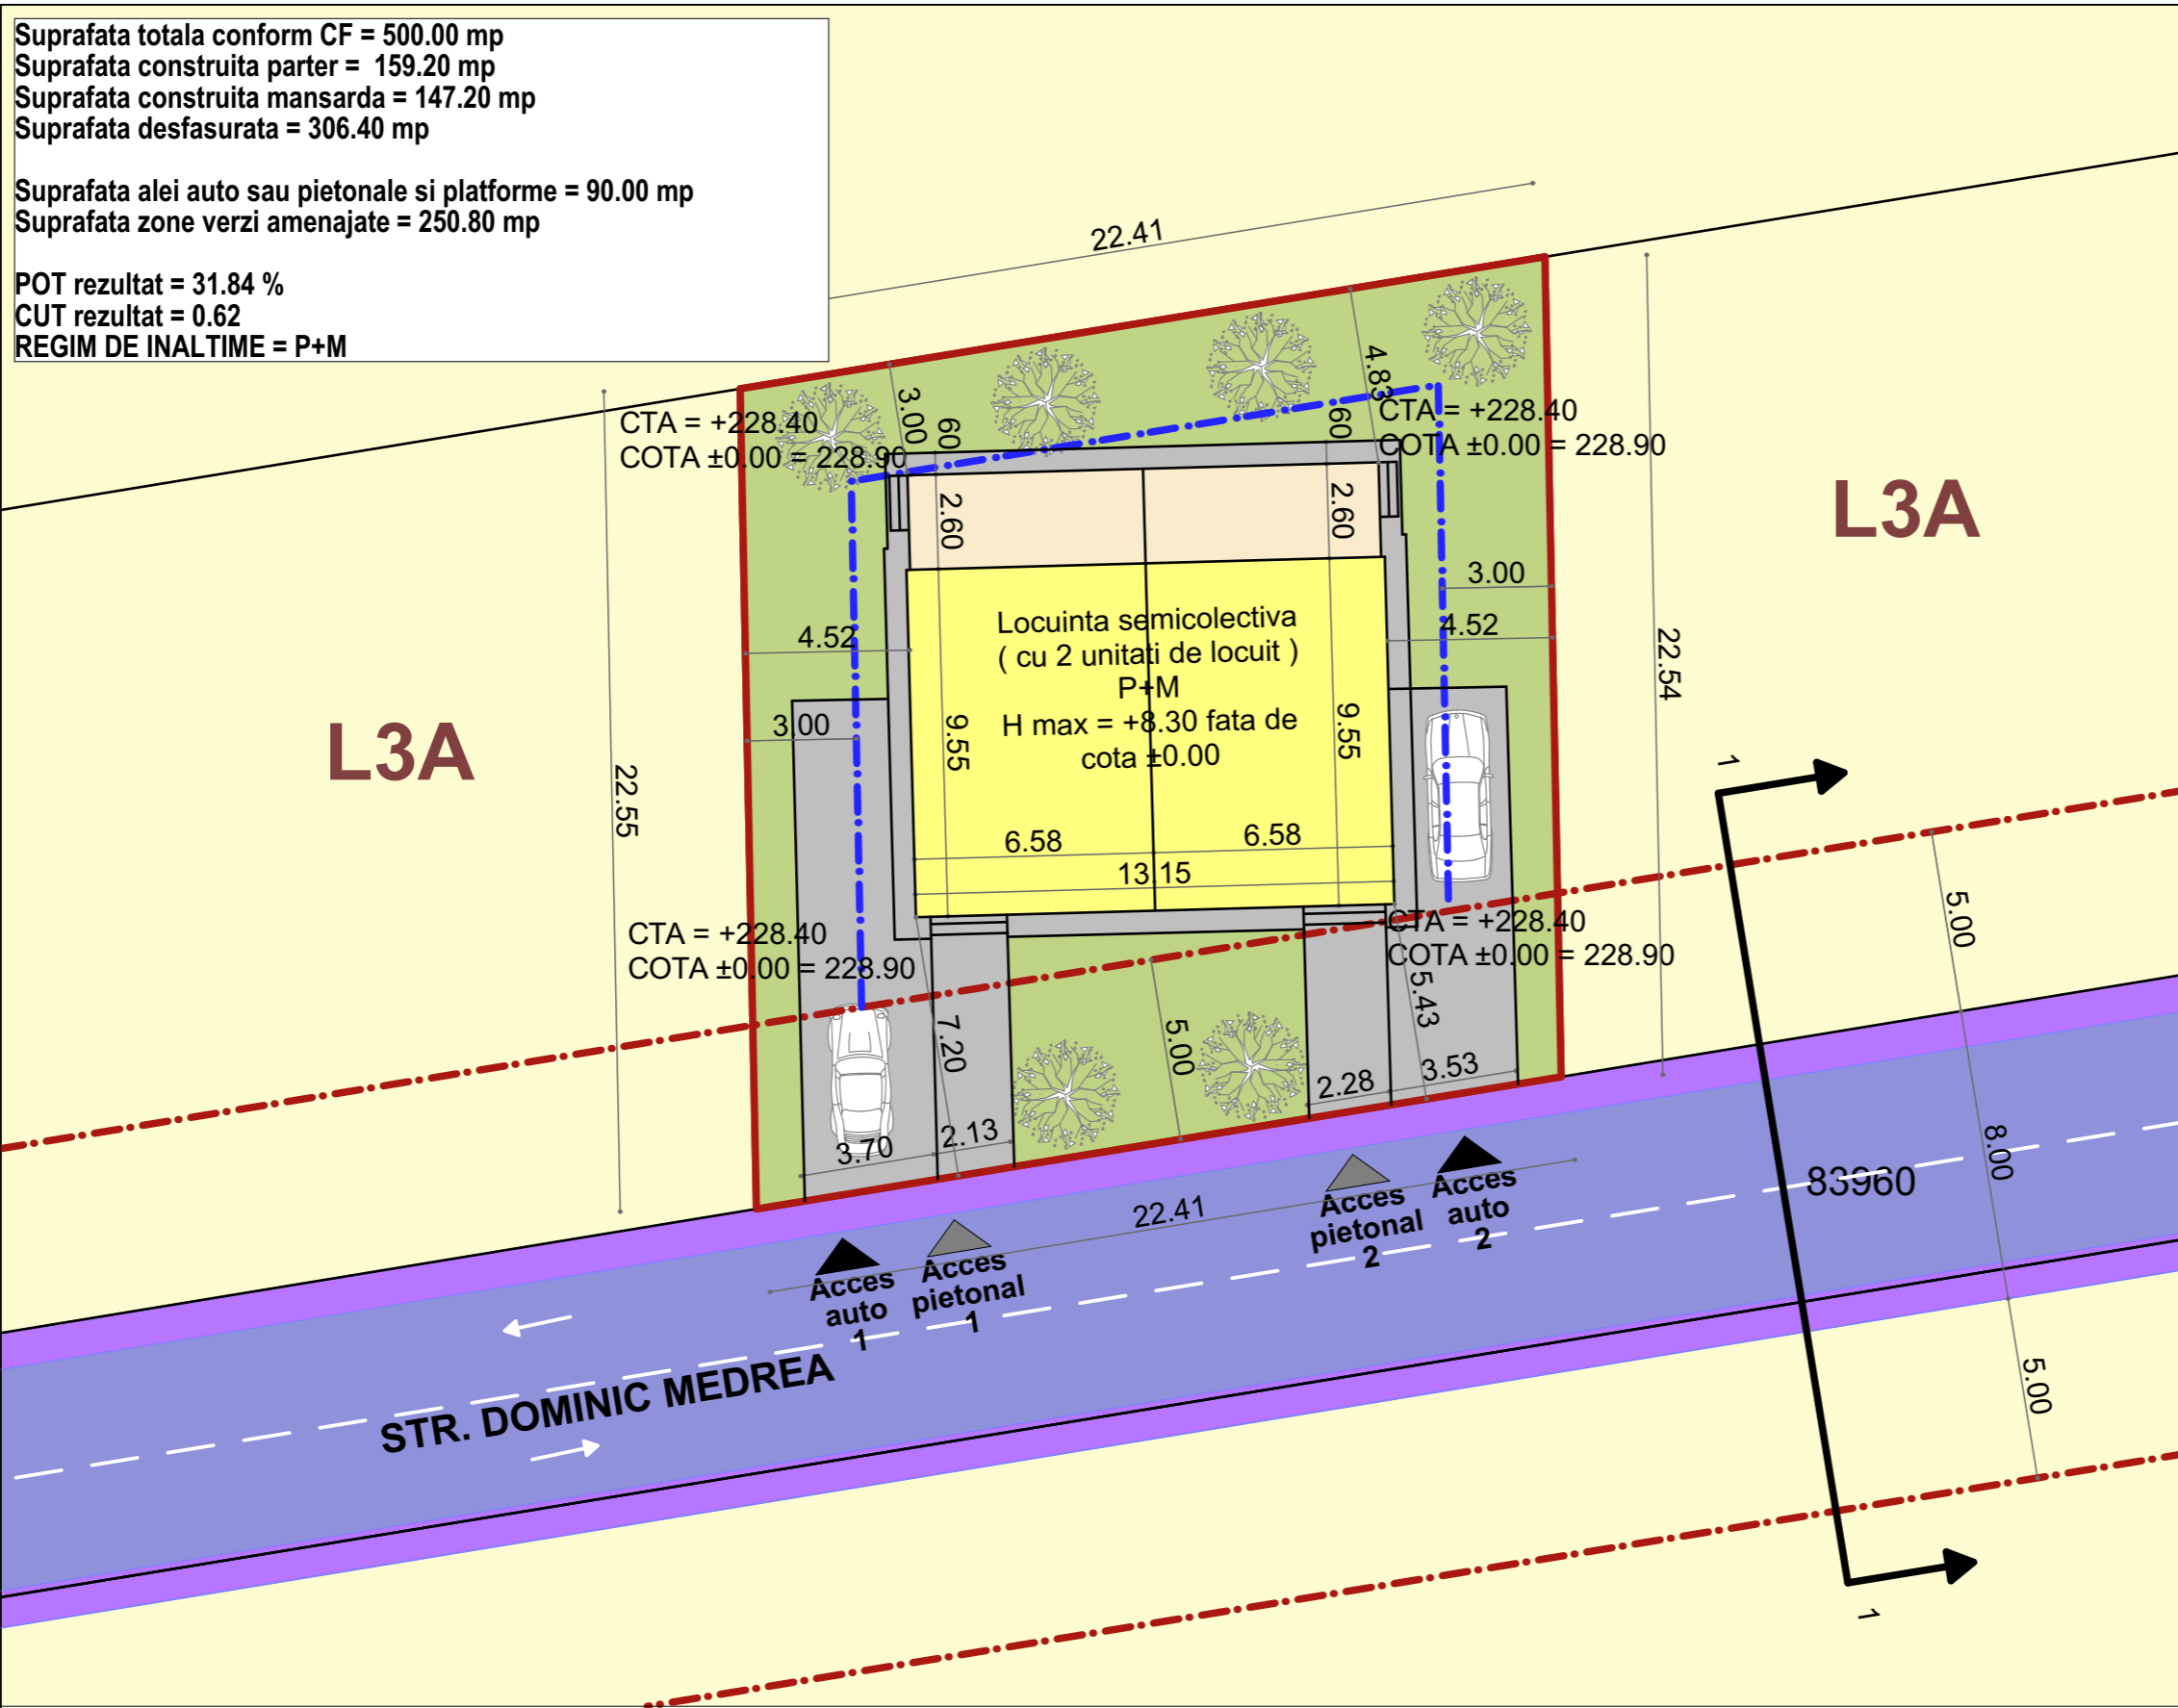 Suprafata totala conform CF = 500.00 mp
Suprafata construita parter = 159.20 mp
Suprafata construita mansarda = 147.20 mp
Suprafata desfasurata = 306.40 mp
Suprafata alei auto sau pietonale si platforme = 90.00 mp
Suprafata zone verzi amenajate = 250.80 mp
POT rezultat = 31.84 %
CUT rezultat = 0.62
REGIM DE INALTIME = P+M
22.41
4.83
3.00
60
60
CTA = +228.40
COTA ±0.00 = 228.90
CTA = +228.40
COTA ±0.00 = 228.90
L3A
2.60
2.60
3.00
4.52
4.52
22.54
Locuinta semicolectiva
( cu 2 unitati de locuit )
P+M
H max = +8.30 fata de
cota ±0.00
L3A
3.00
9.55
9.55
22.55
1
6.58
6.58
13.15
CTA = +228.40
COTA ±0.00 = 228.90
CTA = +228.40
COTA ±0.00 = 228.90
5.00
5.43
7.20
5.00
2.28
3.53
3.70
2.13
8.00
83960
22.41
Acces
auto
1
Acces
pietonal
1
Acces
pietonal
2
Acces
auto
2
STR. DOMINIC MEDREA
5.00
1